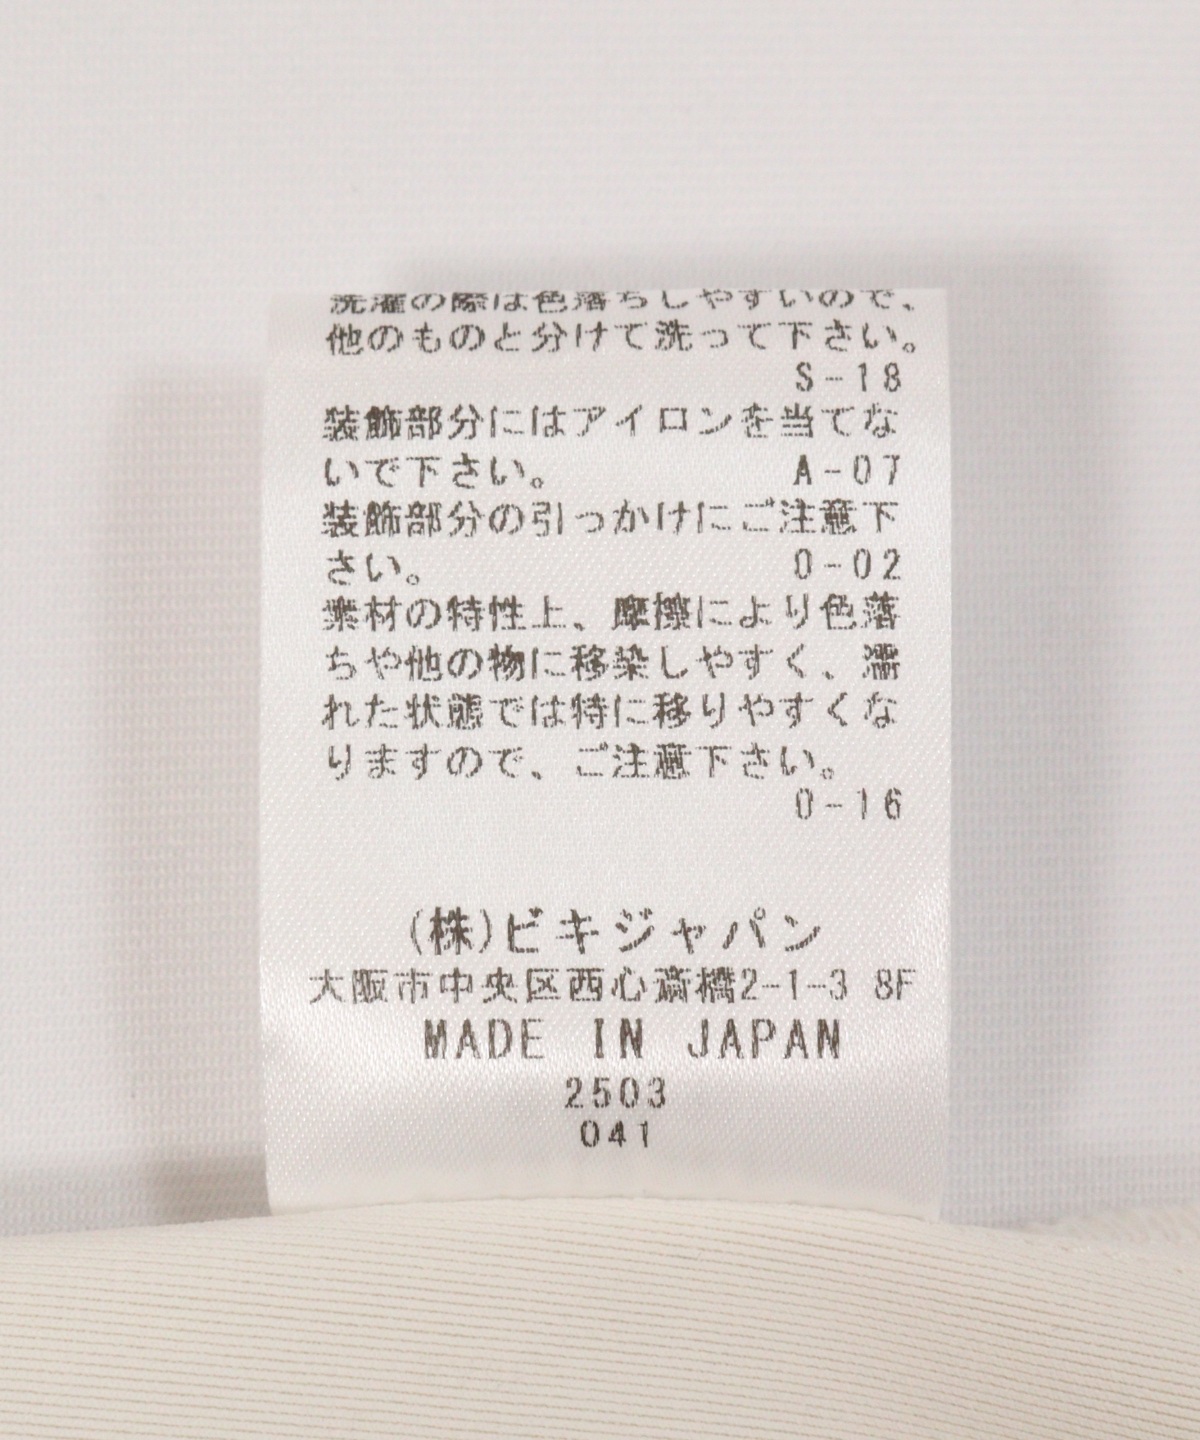 洗濯の際は色落ちしやすいので、
他のものと分けて洗って下さい。
S-18
装飾部分にはアイロンを当てな
いで下さい。 A-07
装飾部分の引っかけにご注意下
さい。 O-02
素材の特性上、摩擦により色落
ちや他の物に移染しやすく、濡
れた状態では特に移りやすくな
りますので、ご注意下さい。
O-16
(株)ビキジャパン
大阪市中央区西心斎橋2-1-3 8F
MADE IN JAPAN
2503
041